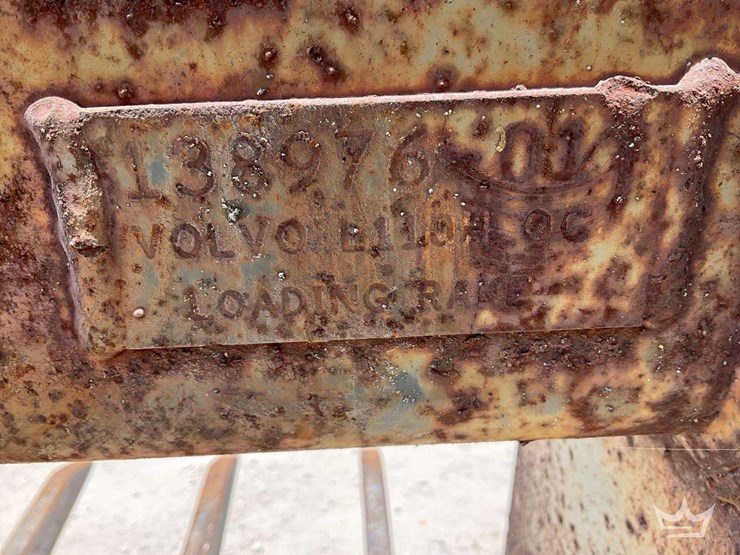 138976-01
VOLVO L110H QC
LOADING RAKE